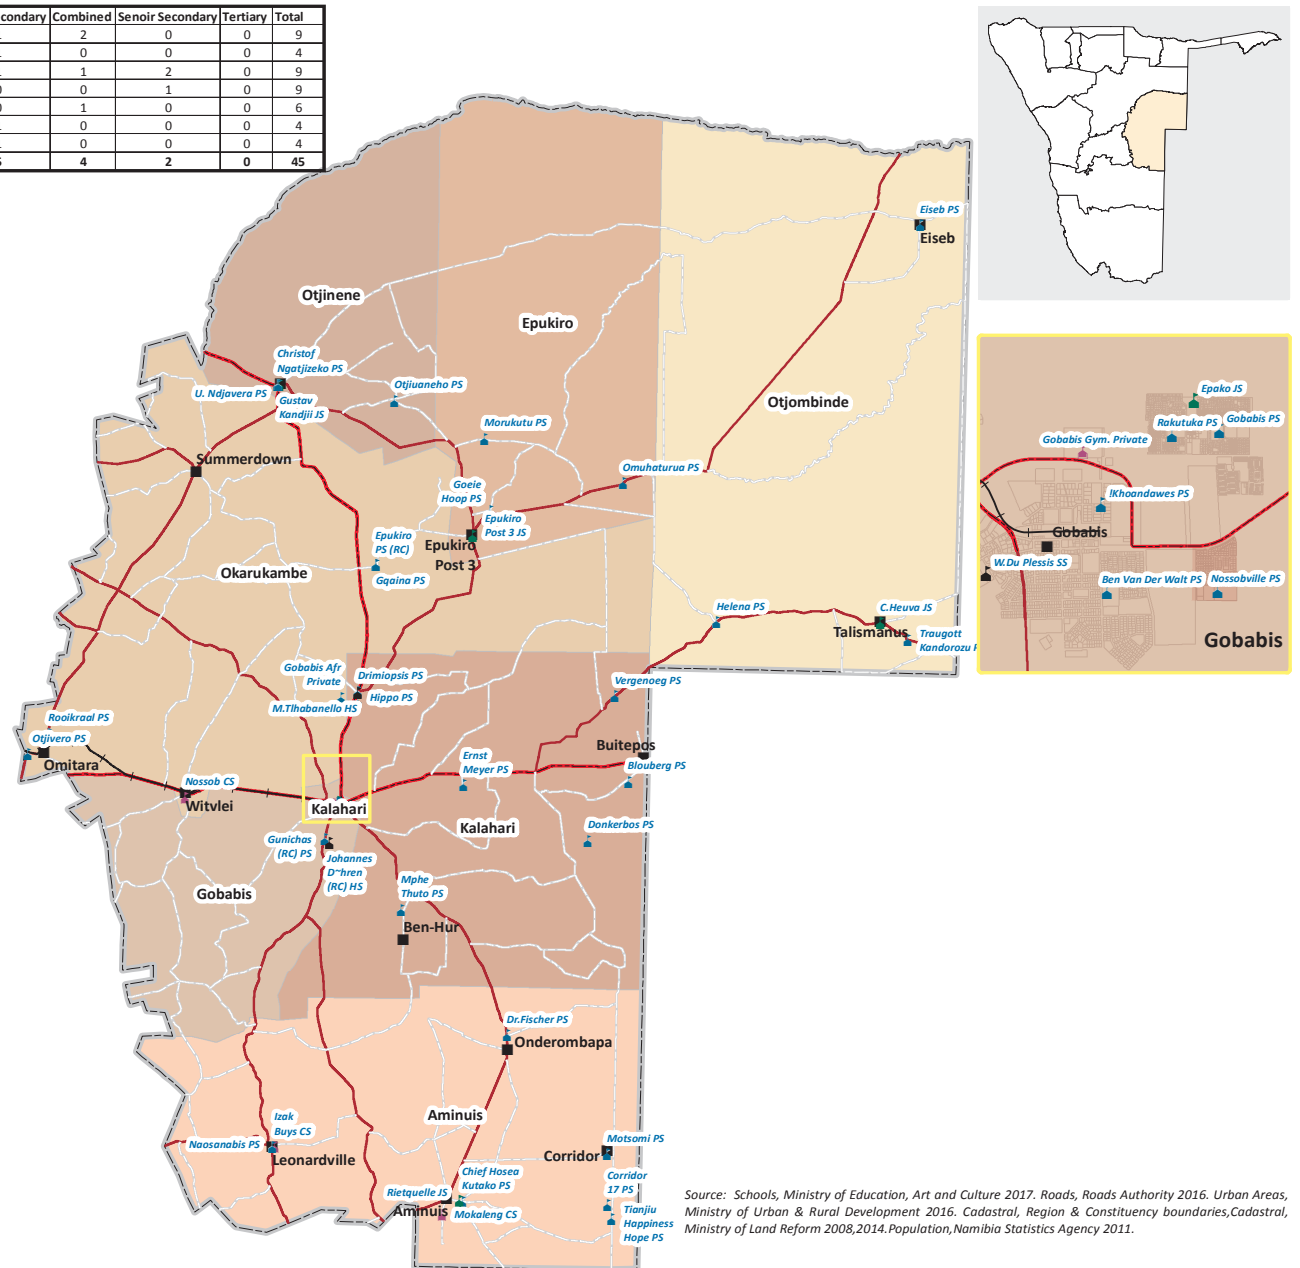 Combined Senoir Secondary Tertiary Total
2 0 0 9
0 0 0 4
1 2 0 9
0 1 0 9
1 0 0 6
0 0 0 4
0 0 0 4
4 2 0 45
Eiseb PS
Eiseb
Otjinene
Epukiro
Christof
Ngatjizeko PS
U. Ndjavera PS
Gustav
Kandjii JS
Otjiuaneho PS
Otjombinde
Morukutu PS
Summerdown
Omuhaturua PS
Goeie
Hoop PS
Epukiro
Post 3 JS
Epukiro
PS (RC)
Epukiro
Post 3
Okarukambe
Gqaina PS
Helena PS
C.Heuva JS
Talismanus
Traugott
Kandorozu
Gobabis Afr
Private
Drimiopsis PS
Hippo PS
M.Tlhabanello HS
Vergenoeg PS
Rooikraal PS
Otjivero PS
Omitara
Buitepos
Blouberg PS
Ernst
Meyer PS
Nossob CS
Witvlei
Kalahari
Kalahari
Donkerbos PS
Gunichas
(RC) PS
Johannes
D~hren
(RC) HS
Gobabis
Mphe
Thuto PS
Ben-Hur
Dr.Fischer PS
Onderombapa
Izak
Buys CS
Naosanabis PS
Leonardville
Aminuis
Motsomi PS
Corridor
Chief Hosea
Kutako PS
Corridor
17 PS
Rietquelle JS
Aminuis
Mokaleng CS
Tianjiu
Happiness
Hope PS
Epako JS
Rakutuka PS
Gobabis PS
Gobabis Gym. Private
!Khoandawes PS
Gobabis
W.Du Plessis SS
Ben Van Der Walt PS
Nossobville PS
Gobabis
Source: Schools, Ministry of Education, Art and Culture 2017. Roads, Roads Authority 2016. Urban Areas,
Ministry of Urban & Rural Development 2016. Cadastral, Region & Constituency boundaries,Cadastral,
Ministry of Land Reform 2008,2014.Population,Namibia Statistics Agency 2011.